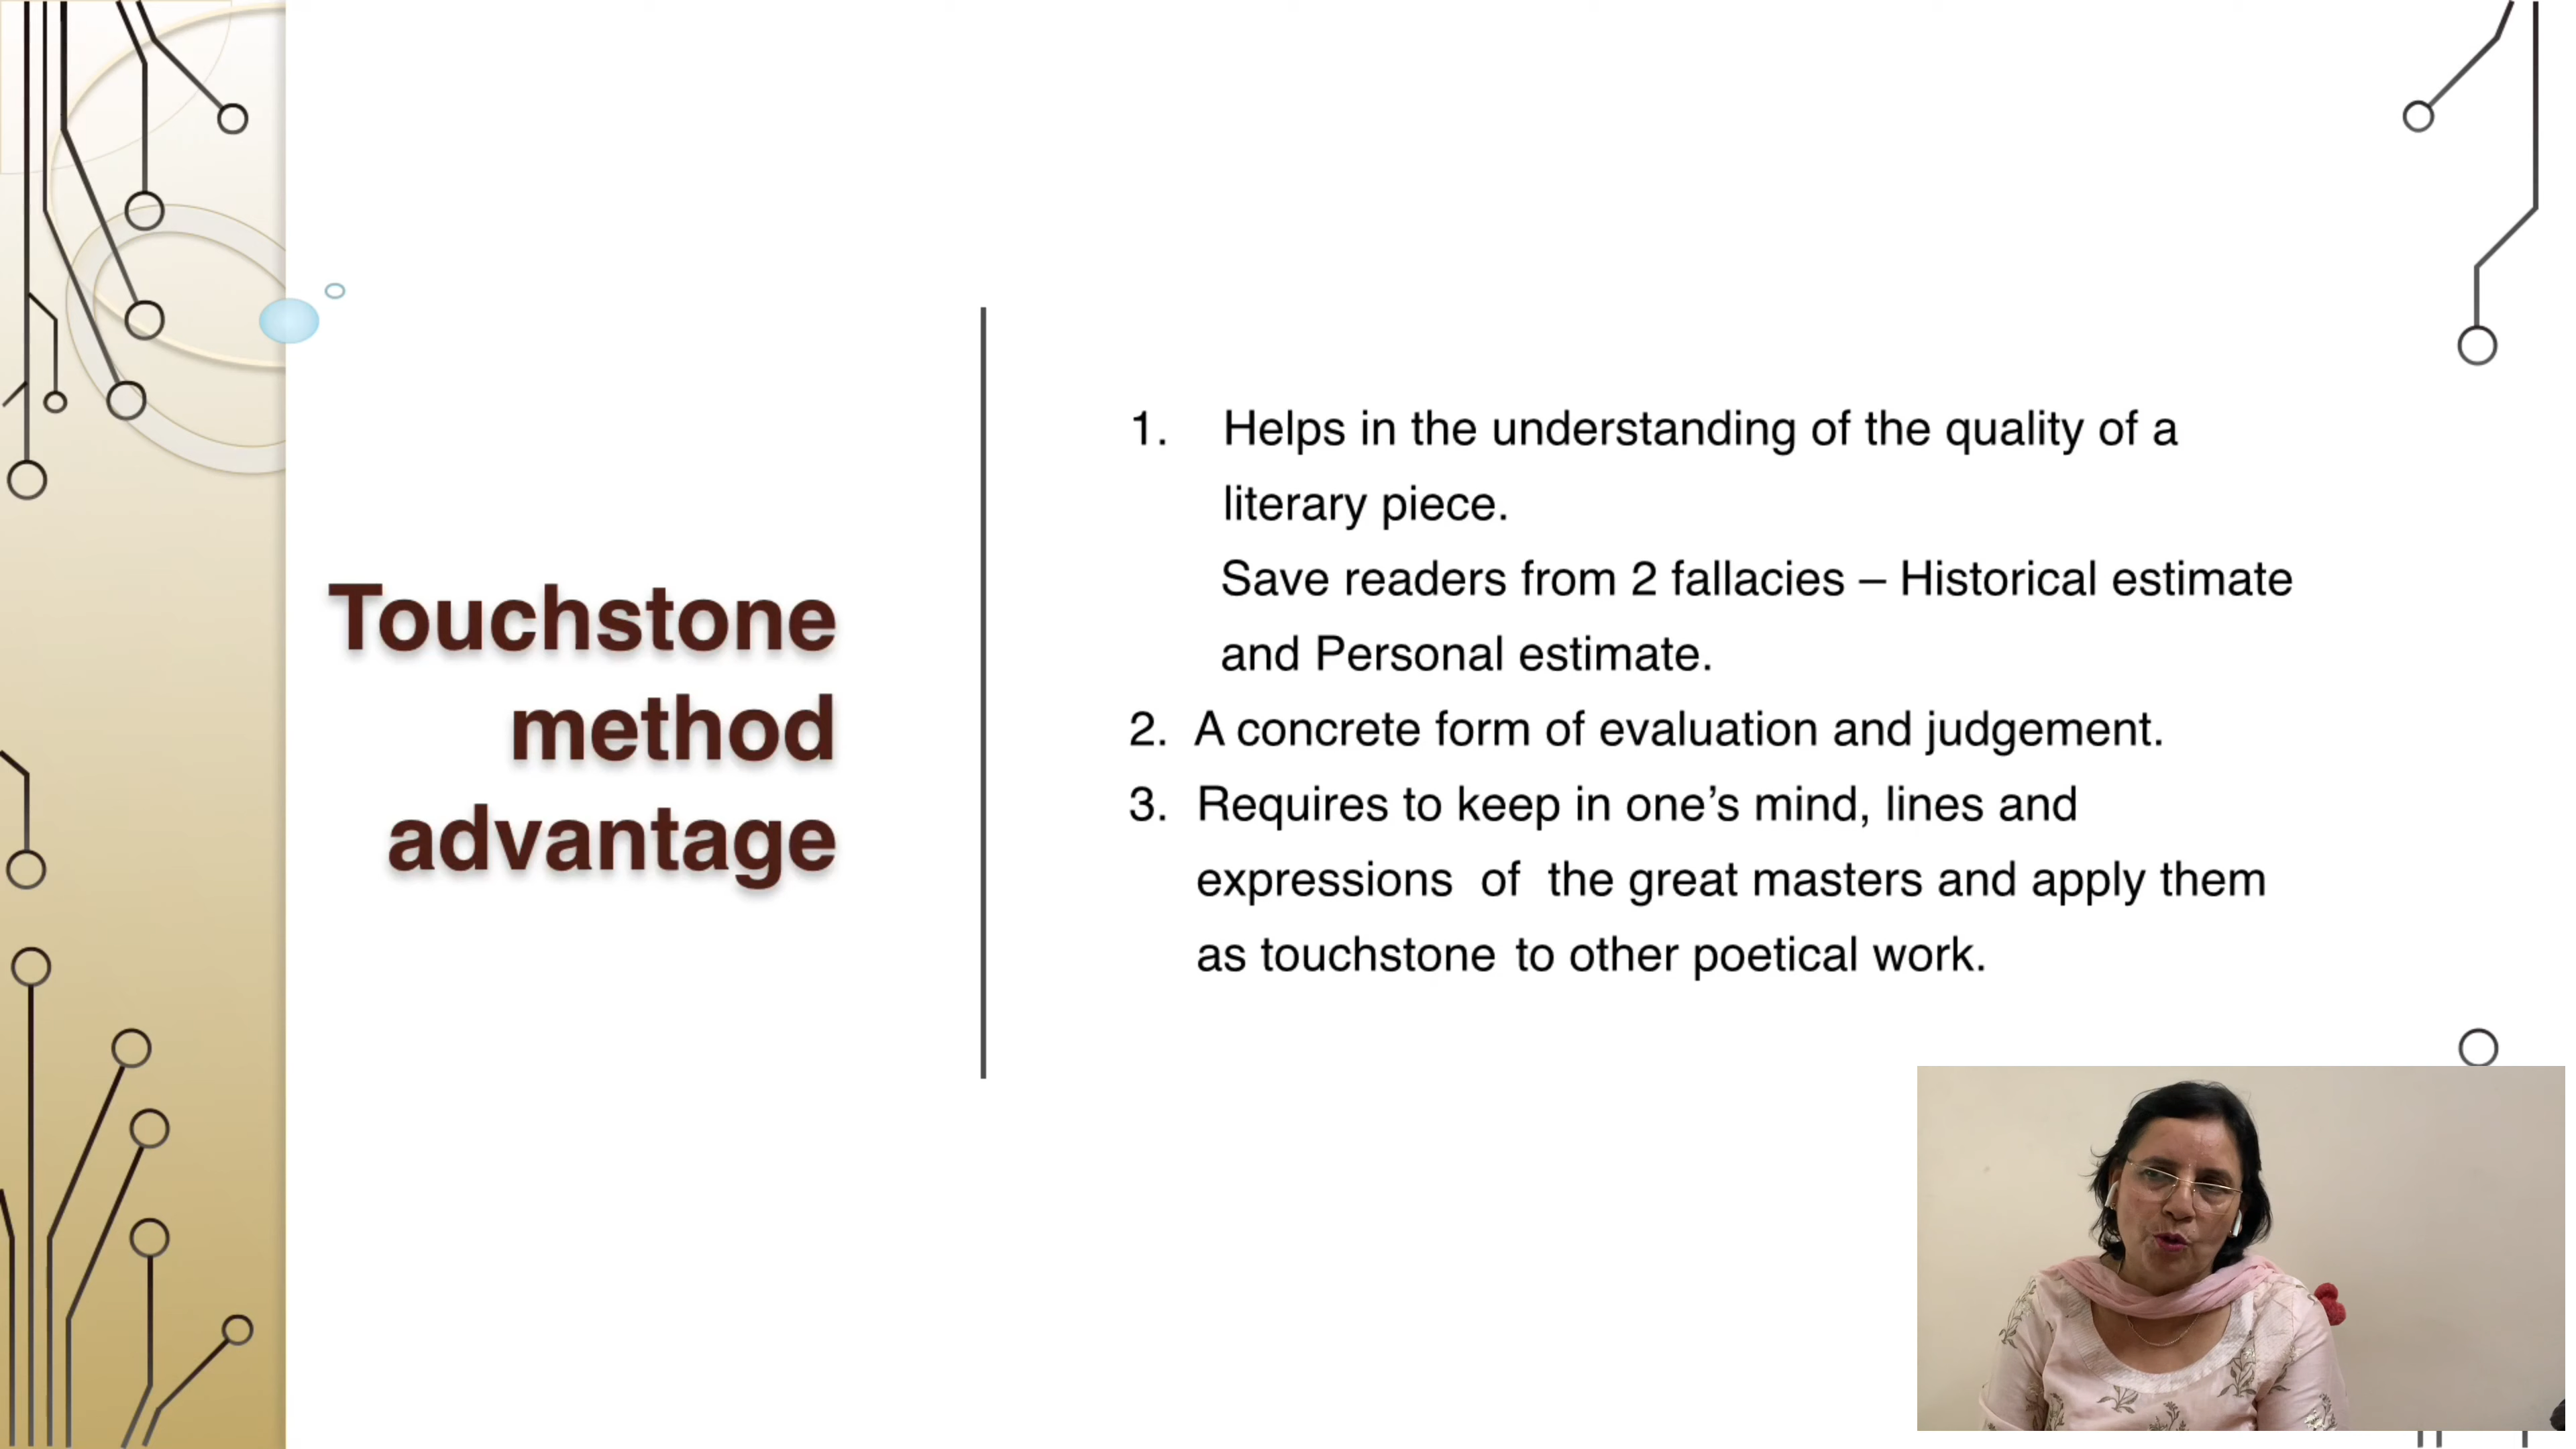 Touchstone
method
advantage
1. Helps in the understanding of the quality of a
literary piece.
Save readers from 2 fallacies – Historical estimate
and Personal estimate.
2. A concrete form of evaluation and judgement.
3. Requires to keep in one’s mind, lines and
expressions of the great masters and apply them
as touchstone to other poetical work.